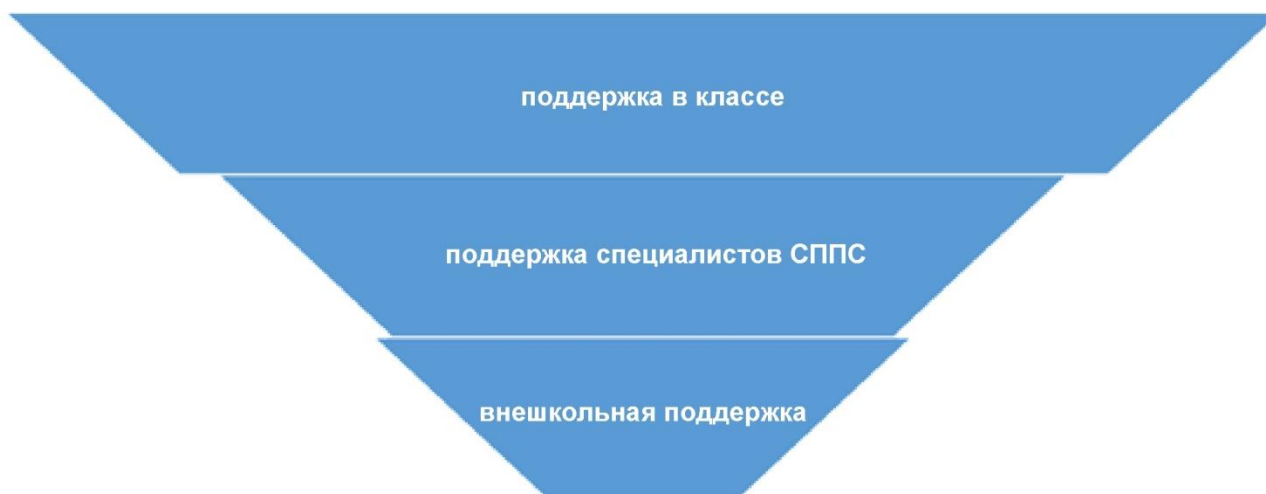 поддержка в классе
поддержка специалистов СППС
внешкольная поддержка